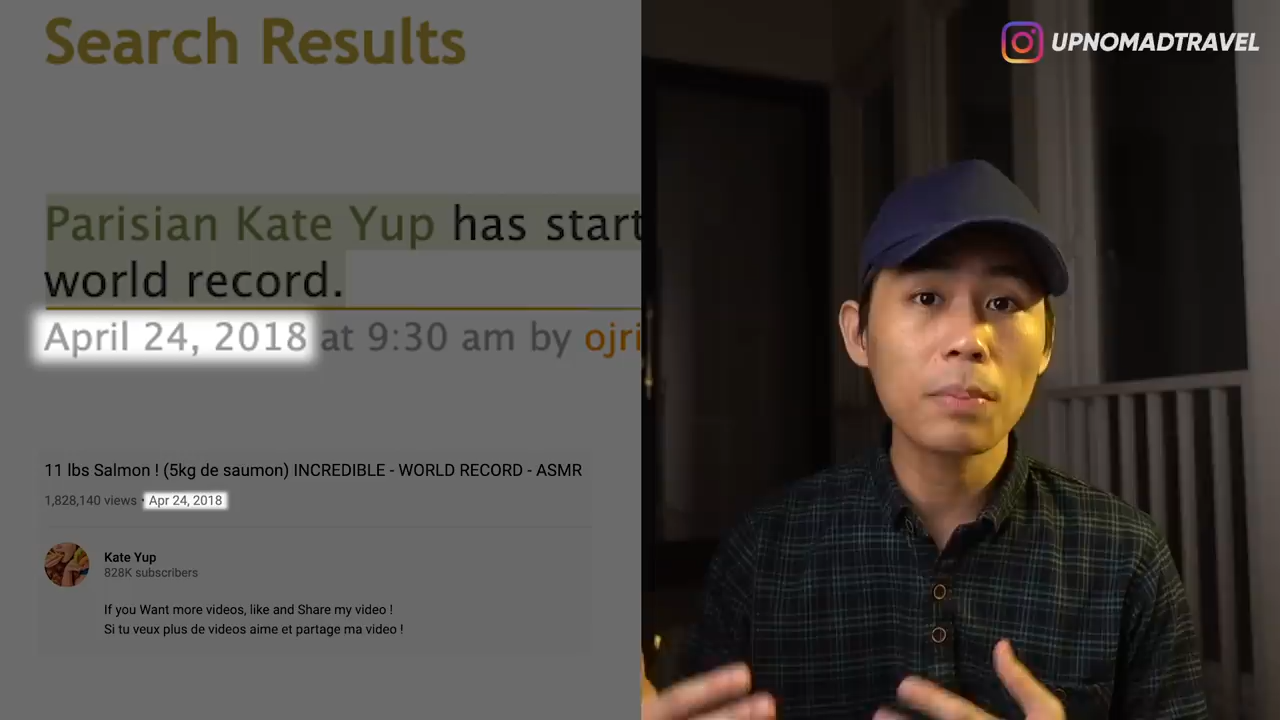 Search Results
UPNOMADTRAVEL
Parisian Kate Yup has start
world record.
April 24, 2018 at 9:30 am by ojri
11 lbs Salmon ! (5kg de saumon) INCREDIBLE - WORLD RECORD - ASMR
1,828,140 views • Apr 24, 2018
Kate Yup
828K subscribers
If you Want more videos, like and Share my video !
Si tu veux plus de videos aime et partage ma video !